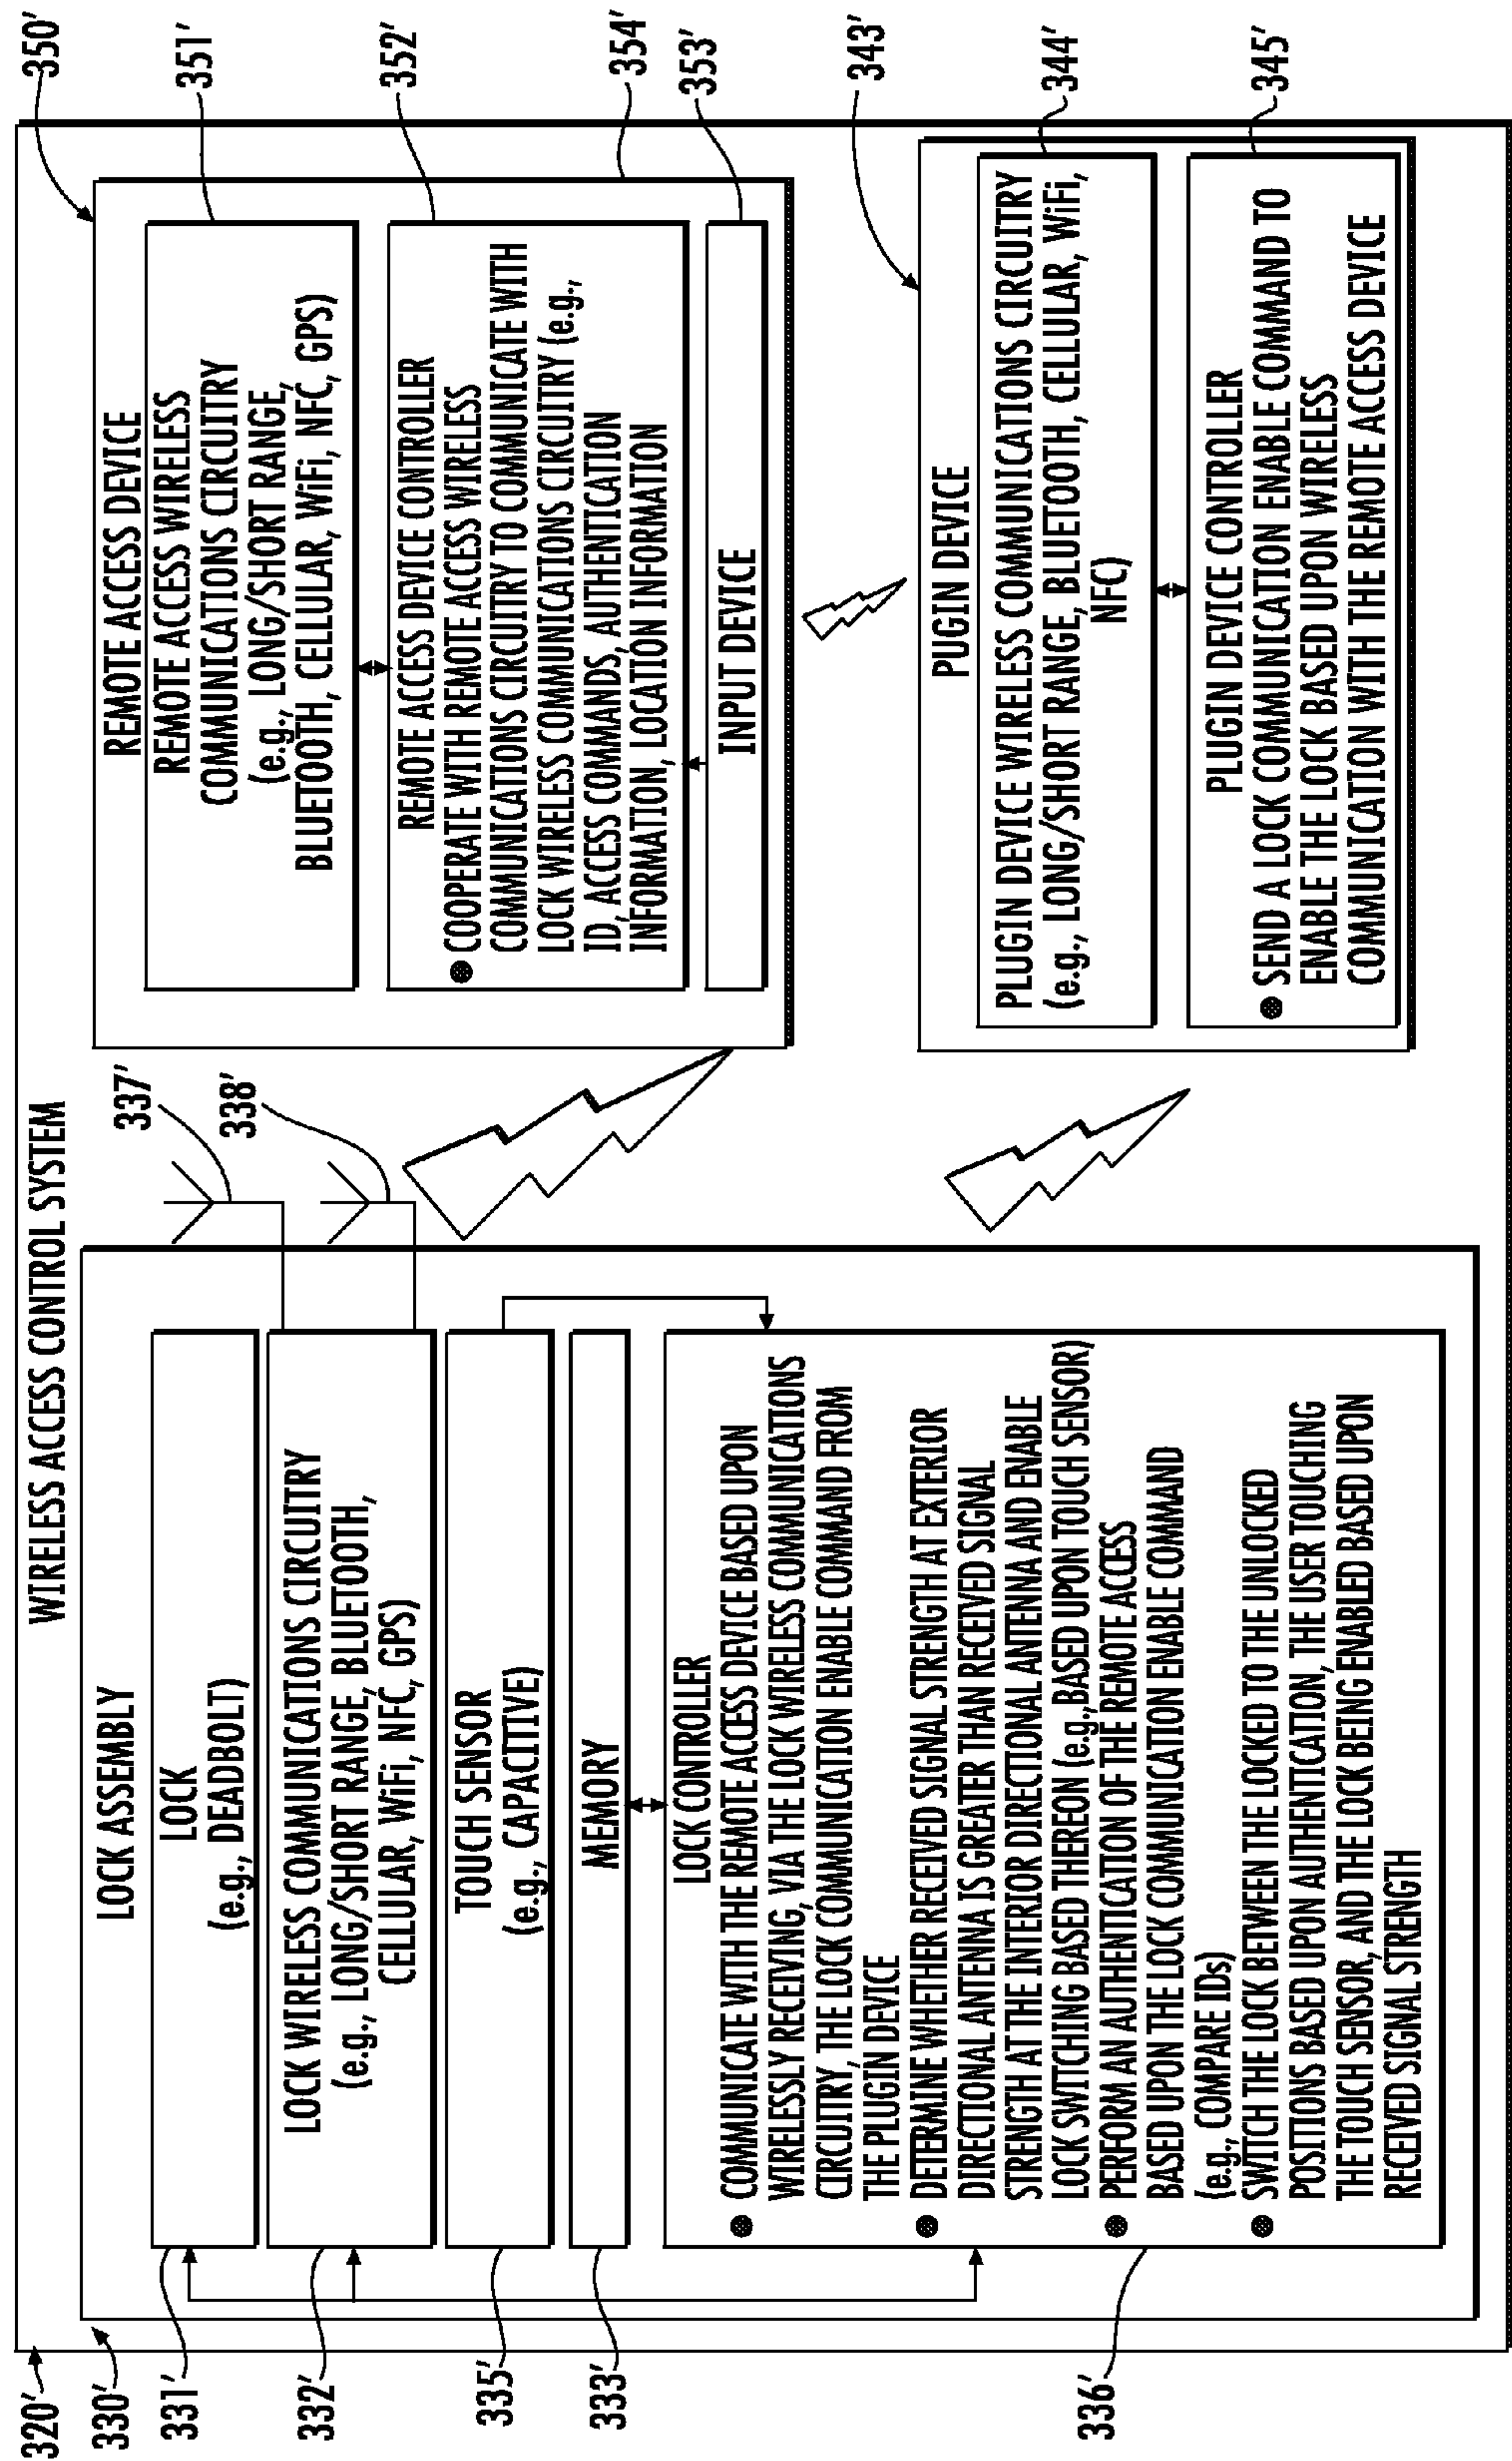 WIRELESS ACCESS CONTROL SYSTEM
320′
330′
LOCK ASSEMBLY
331′
LOCK
(e.g., DEADBOLT)
332′
LOCK WIRELESS COMMUNICATIONS CIRCUITRY
(e.g., LONG/SHORT RANGE, BLUETOOTH,
CELLULAR, WiFi, NFC, GPS)
337′
338′
335′
TOUCH SENSOR
(e.g., CAPACITIVE)
333′
MEMORY
336′
LOCK CONTROLLER
● COMMUNICATE WITH THE REMOTE ACCESS DEVICE BASED UPON
WIRELESSLY RECEIVING, VIA THE LOCK WIRELESS COMMUNICATIONS
CIRCUITRY, THE LOCK COMMUNICATION ENABLE COMMAND FROM
THE PLUGIN DEVICE
● DETERMINE WHETHER RECEIVED SIGNAL STRENGTH AT EXTERIOR
DIRECTIONAL ANTENNA IS GREATER THAN RECEIVED SIGNAL
STRENGTH AT THE INTERIOR DIRECTIONAL ANTENNA AND ENABLE
LOCK SWITCHING BASED THEREON (e.g., BASED UPON TOUCH SENSOR)
● PERFORM AN AUTHENTICATION OF THE REMOTE ACCESS
BASED UPON THE LOCK COMMUNICATION ENABLE COMMAND
(e.g., COMPARE IDs)
● SWITCH THE LOCK BETWEEN THE LOCKED TO THE UNLOCKED
POSITIONS BASED UPON AUTHENTICATION, THE USER TOUCHING
THE TOUCH SENSOR, AND THE LOCK BEING ENABLED BASED UPON
RECEIVED SIGNAL STRENGTH
350′
REMOTE ACCESS DEVICE
351′
REMOTE ACCESS WIRELESS
COMMUNICATIONS CIRCUITRY
(e.g., LONG/SHORT RANGE,
BLUETOOTH, CELLULAR, WiFi, NFC, GPS)
352′
REMOTE ACCESS DEVICE CONTROLLER
● COOPERATE WITH REMOTE ACCESS WIRELESS
COMMUNICATIONS CIRCUITRY TO COMMUNICATE WITH
LOCK WIRELESS COMMUNICATIONS CIRCUITRY (e.g.,
ID, ACCESS COMMANDS, AUTHENTICATION
INFORMATION, LOCATION INFORMATION
354′
353′
INPUT DEVICE
343′
PUGIN DEVICE
344′
PLUGIN DEVICE WIRELESS COMMUNICATIONS CIRCUITRY
(e.g., LONG/SHORT RANGE, BLUETOOTH, CELLULAR, WiFi,
NFC)
345′
PLUGIN DEVICE CONTROLLER
● SEND A LOCK COMMUNICATION ENABLE COMMAND TO
ENABLE THE LOCK BASED UPON WIRELESS
COMMUNICATION WITH THE REMOTE ACCESS DEVICE